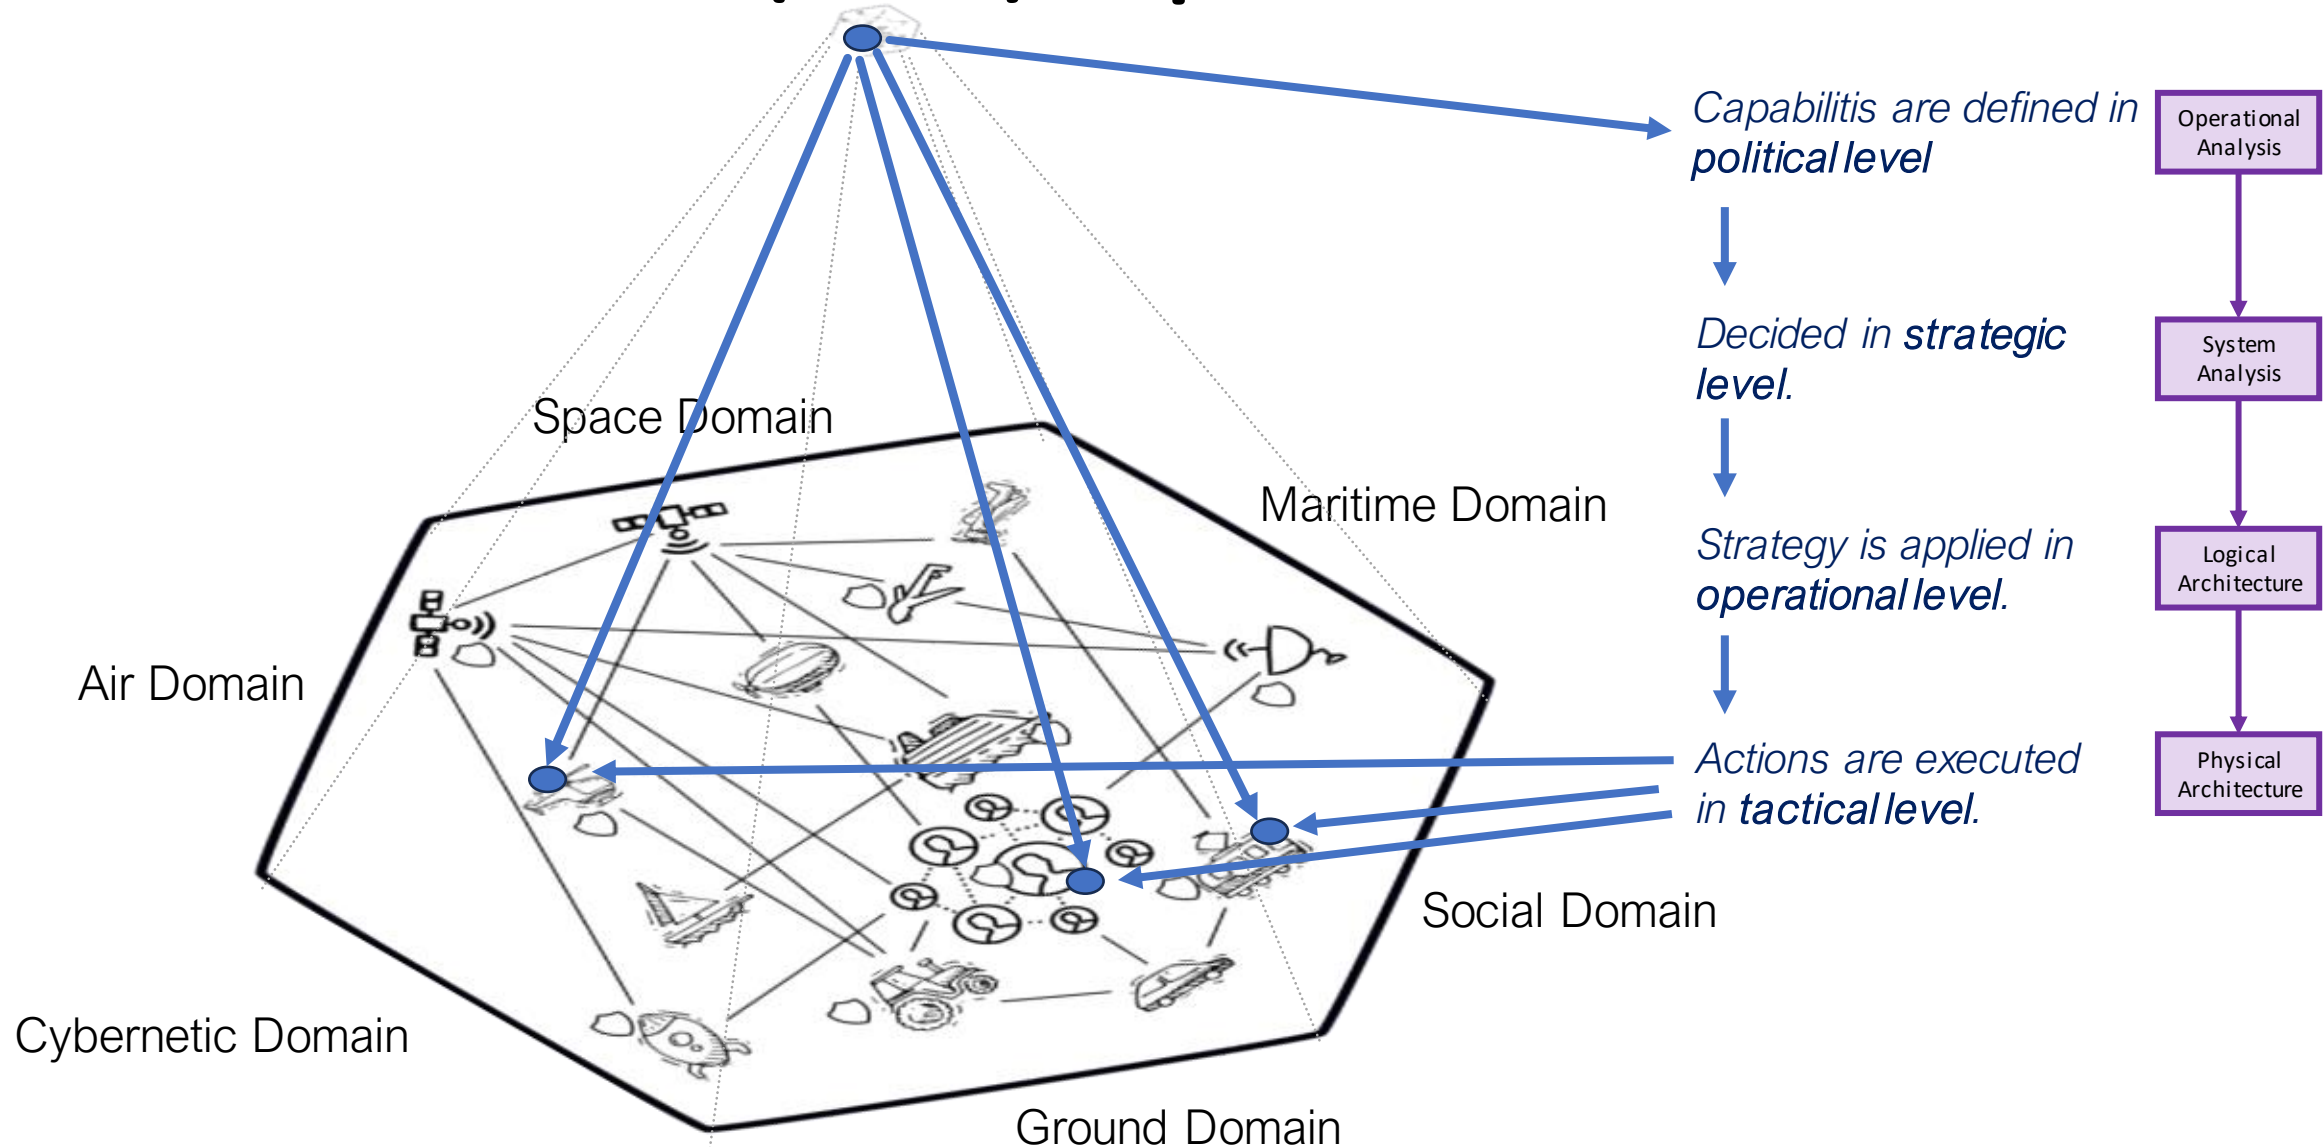 Capabilitis are defined in
political level
Operational
Analysis
Decided in strategic
level.
System
Analysis
Space Domain
Maritime Domain
Strategy is applied in
operational level.
Logical
Architecture
Air Domain
Actions are executed
in tactical level.
Physical
Architecture
Social Domain
Cybernetic Domain
Ground Domain